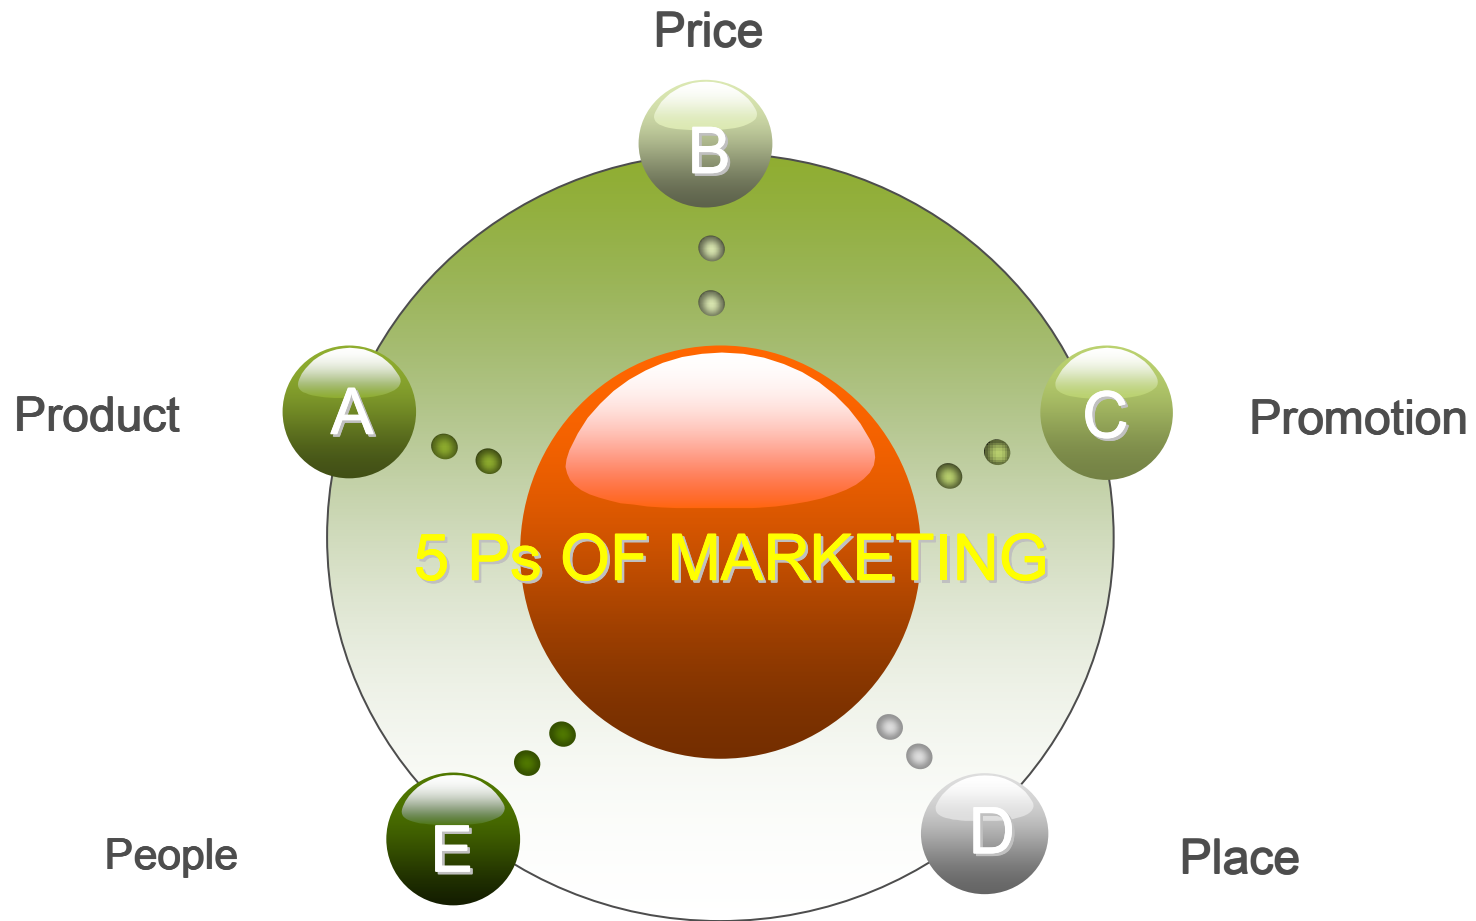 Price
B
Product
A
C
Promotion
5 Ps OF MARKETING
People
E
D
Place